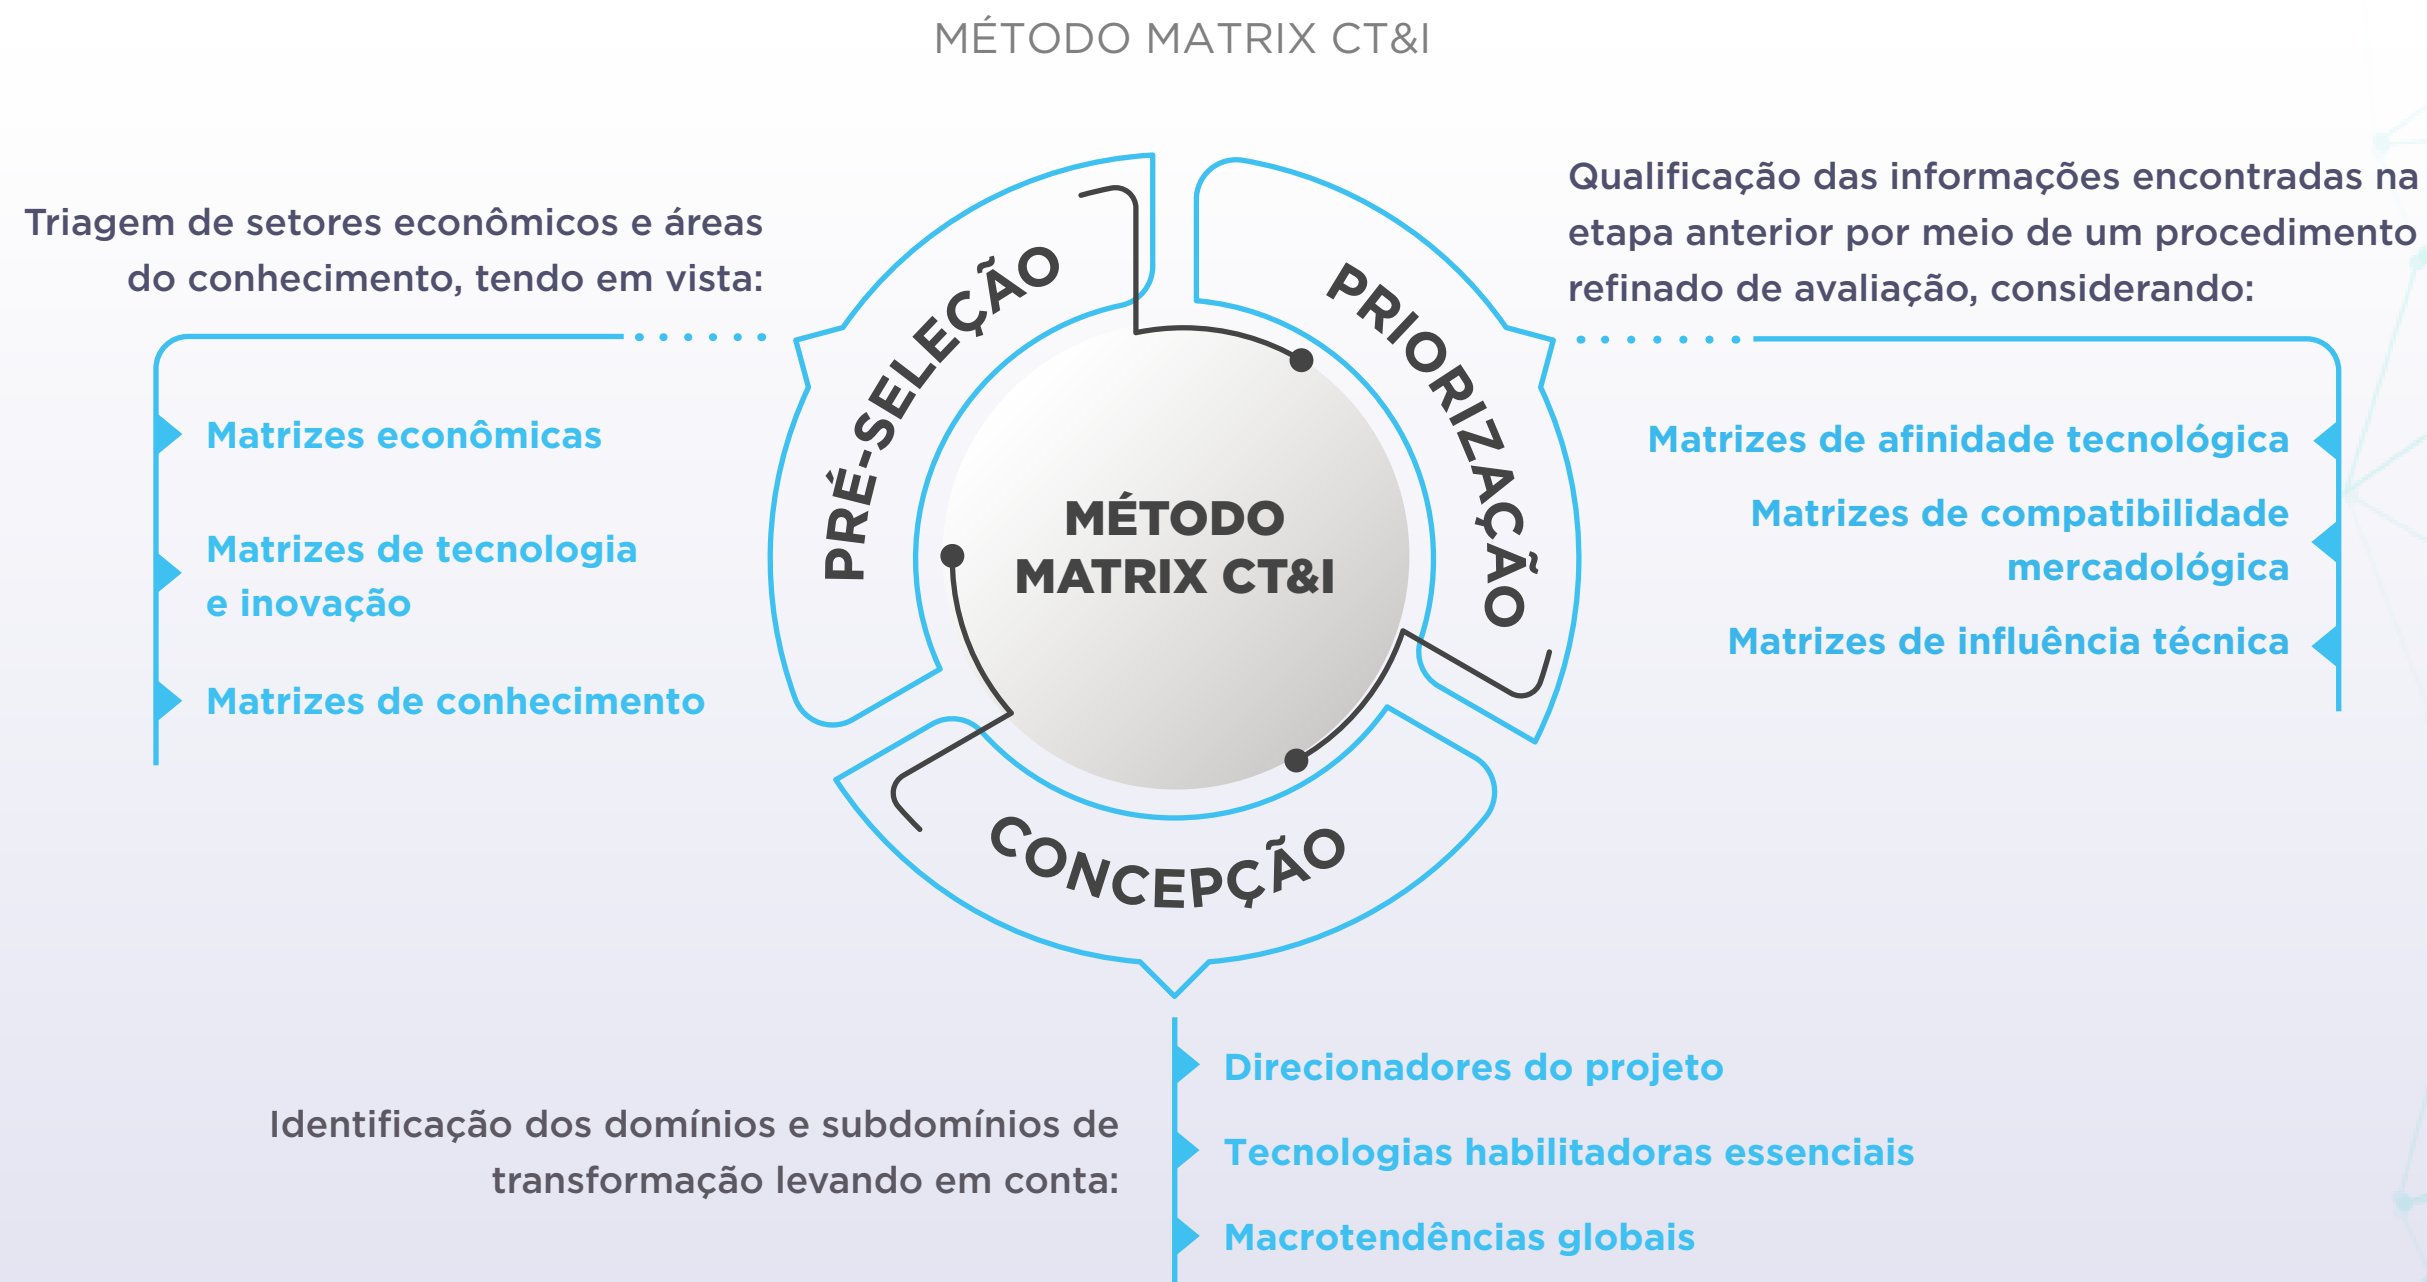 MÉTODO MATRIX CT&I
Triagem de setores econômicos e áreas
do conhecimento, tendo em vista:
Matrizes econômicas
Matrizes de tecnologia
e inovação
Matrizes de conhecimento
PRÉ-SELEÇÃO
PRIORIZAÇÃO
CONCEPÇÃO
MÉTODO
MATRIX CT&I
Qualificação das informações encontradas na
etapa anterior por meio de um procedimento
refinado de avaliação, considerando:
Matrizes de afinidade tecnológica
Matrizes de compatibilidade
mercadológica
Matrizes de influência técnica
Identificação dos domínios e subdomínios de
transformação levando em conta:
Direcionadores do projeto
Tecnologias habilitadoras essenciais
Macrotendências globais